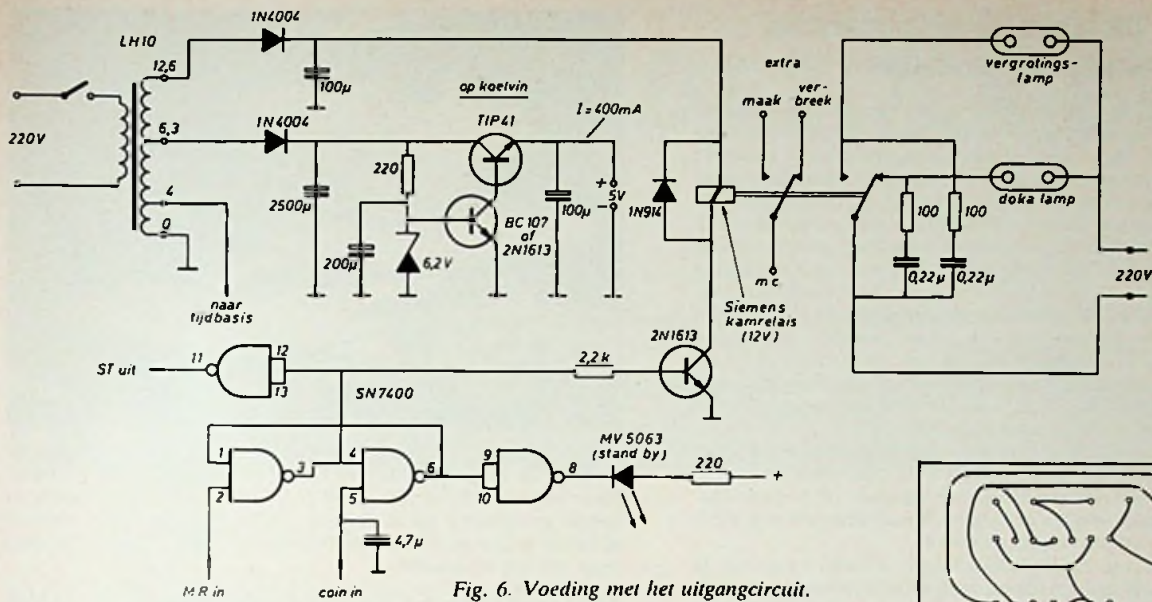 1N4004
LH10
12,6
100µ
220V
6,3
1N4004
op koelvin
TIP41
I = 400mA
220
2500µ
4
0
200µ
6,2V
BC 107
of
2N1613
100µ
+
5V
−
1N914
extra
maak
ver-
breek
mc
Siemens
kamrelais
(12V)
vergrotings-
lamp
doka lamp
100
100
0,22µ
0,22µ
220V
naar
tijdbasis
2N1613
2,2k
ST uit
11
12
13
SN7400
1
2
3
4
5
6
9
10
8
MV 5063
(stand by)
220
+
4,7µ
MR in
coin in
Fig. 6. Voeding met het uitgangcircuit.